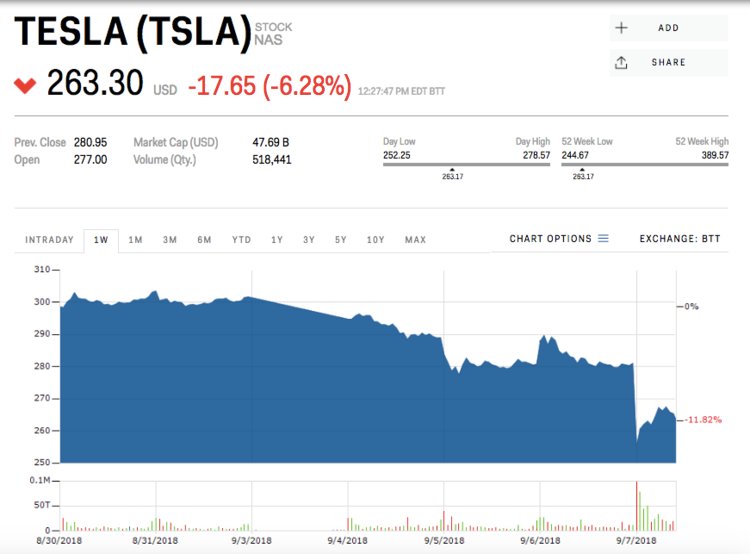 TESLA (TSLA) STOCK NAS
+ ADD
SHARE
263.30 USD -17.65 (-6.28%) 12:27:47 PM EDT BTT
Prev. Close 280.95 Market Cap (USD) 47.69 B
Open 277.00 Volume (Qty.) 518,441
Day Low Day High 52 Week Low 52 Week High
252.25 278.57 244.67 389.57
263.17 263.17
INTRADAY 1W 1M 3M 6M YTD 1Y 3Y 5Y 10Y MAX CHART OPTIONS EXCHANGE: BTT
310
300
290
280
270
260
250
0%
-11.82%
0.1M
50T
0
8/30/2018 8/31/2018 9/3/2018 9/4/2018 9/5/2018 9/6/2018 9/7/2018